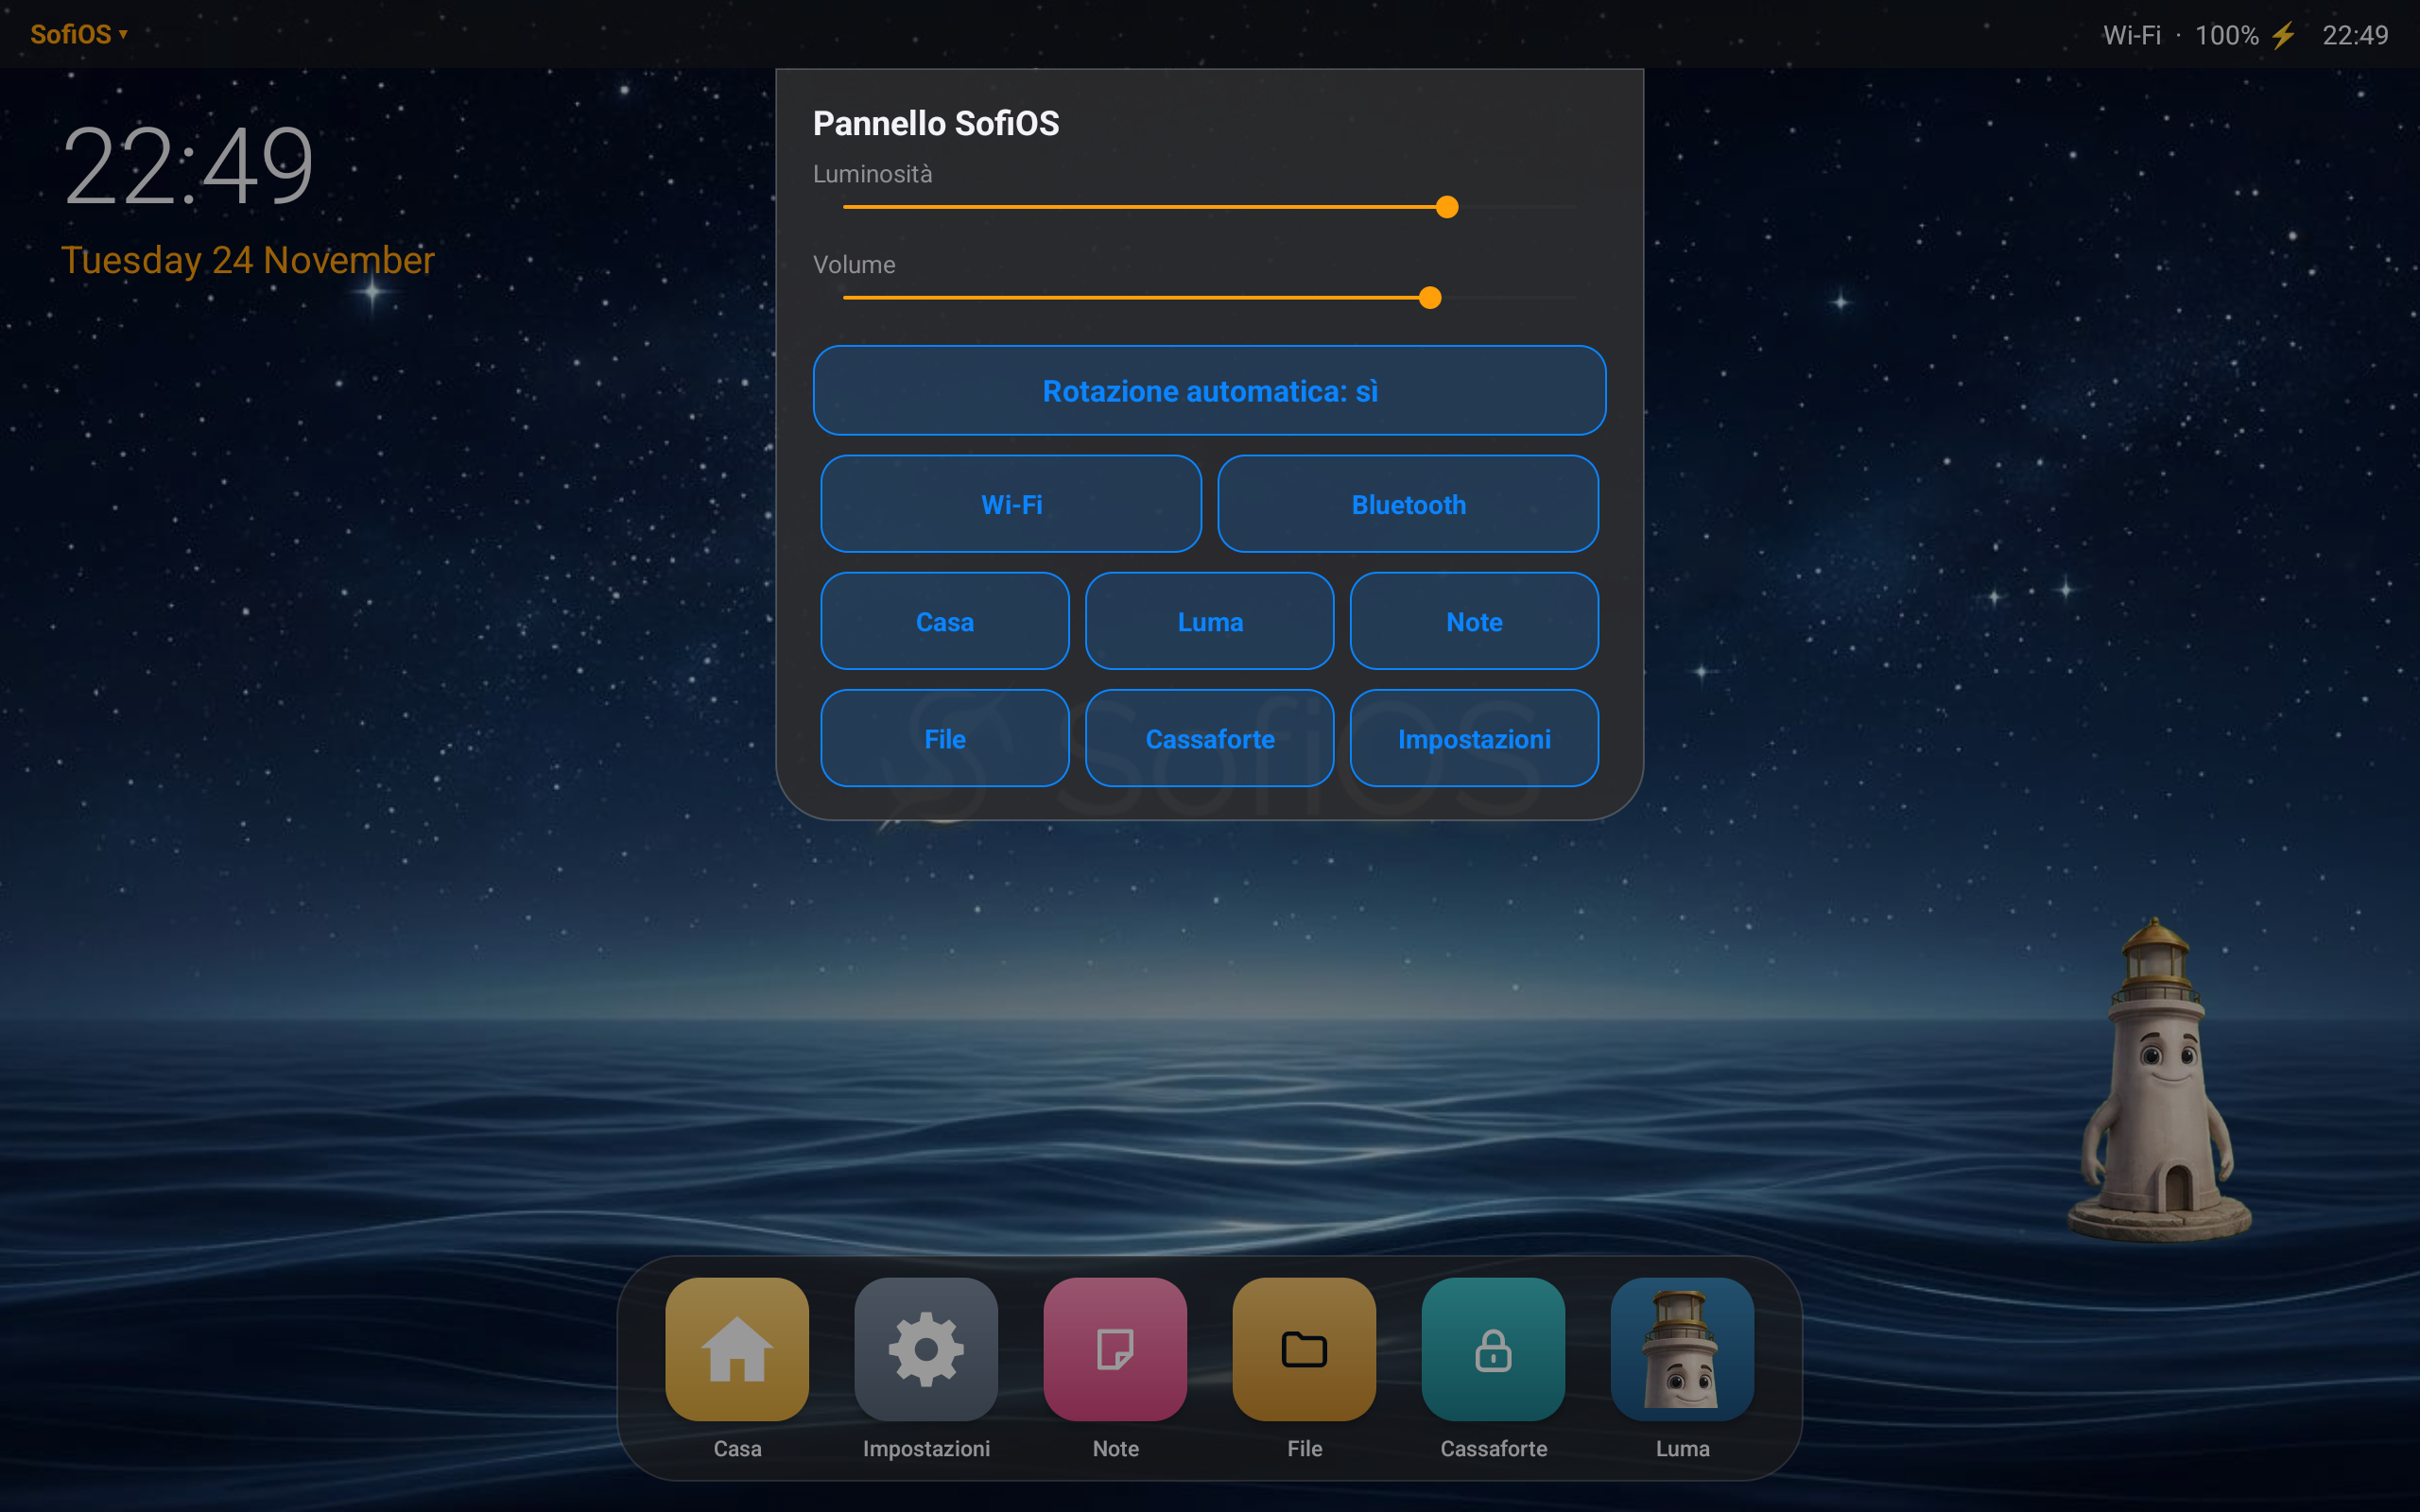 SofiOS ▾
Wi-Fi · 100% ⚡ 22:49
22:49
Tuesday 24 November
Pannello SofiOS
Luminosità
Volume
Rotazione automatica: sì
Wi-Fi Bluetooth
Casa Luma Note
File Cassaforte Impostazioni
SofiOS
Casa Impostazioni Note File Cassaforte Luma